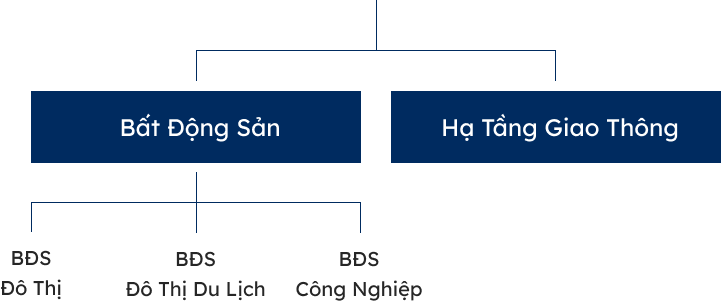 Bất Động Sản
Hạ Tầng Giao Thông
BĐS
Đô Thị
BĐS
Đô Thị Du Lịch
BĐS
Công Nghiệp